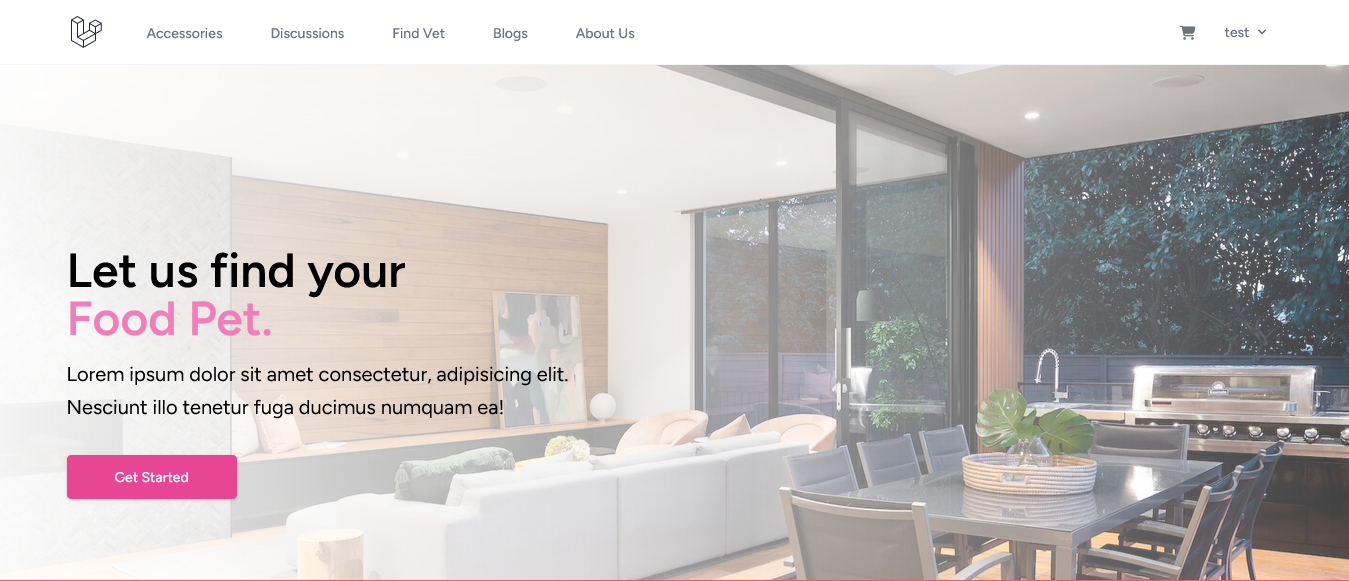 Accessories Discussions Find Vet Blogs About Us test
Let us find your
Food Pet.
Lorem ipsum dolor sit amet consectetur, adipisicing elit.
Nesciunt illo tenetur fuga ducimus numquam ea!
Get Started